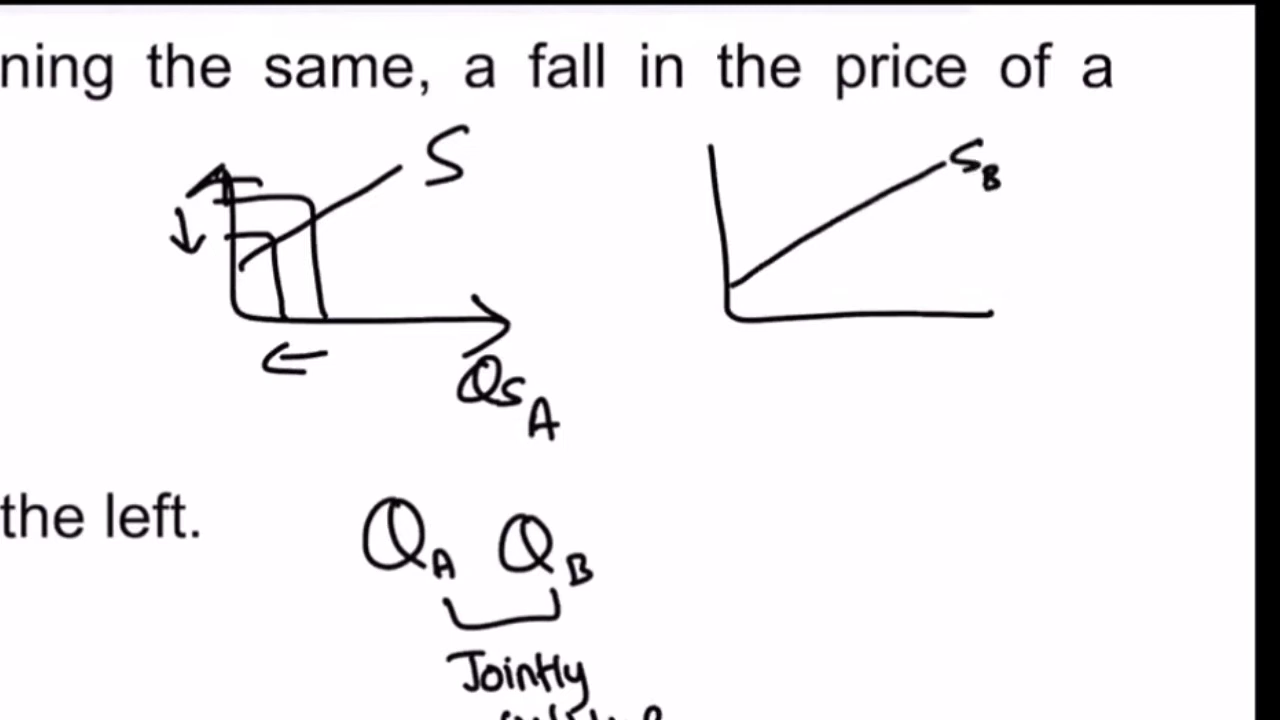 ning the same, a fall in the price of a
S
S_B
Qs_A
the left.
Q_A Q_B
Jointly